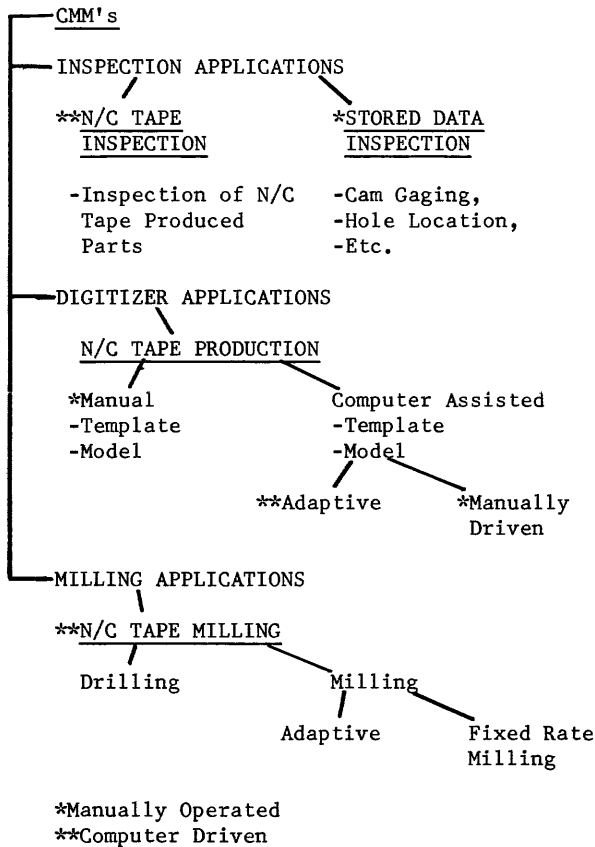 CMM's
INSPECTION APPLICATIONS
**N/C TAPE INSPECTION
*STORED DATA INSPECTION
-Inspection of N/C Tape Produced Parts
-Cam Gaging,
-Hole Location,
-Etc.
DIGITIZER APPLICATIONS
N/C TAPE PRODUCTION
*Manual
-Template
-Model
Computer Assisted
-Template
-Model
**Adaptive
*Manually Driven
MILLING APPLICATIONS
**N/C TAPE MILLING
Drilling
Milling
Adaptive
Fixed Rate Milling
*Manually Operated
**Computer Driven